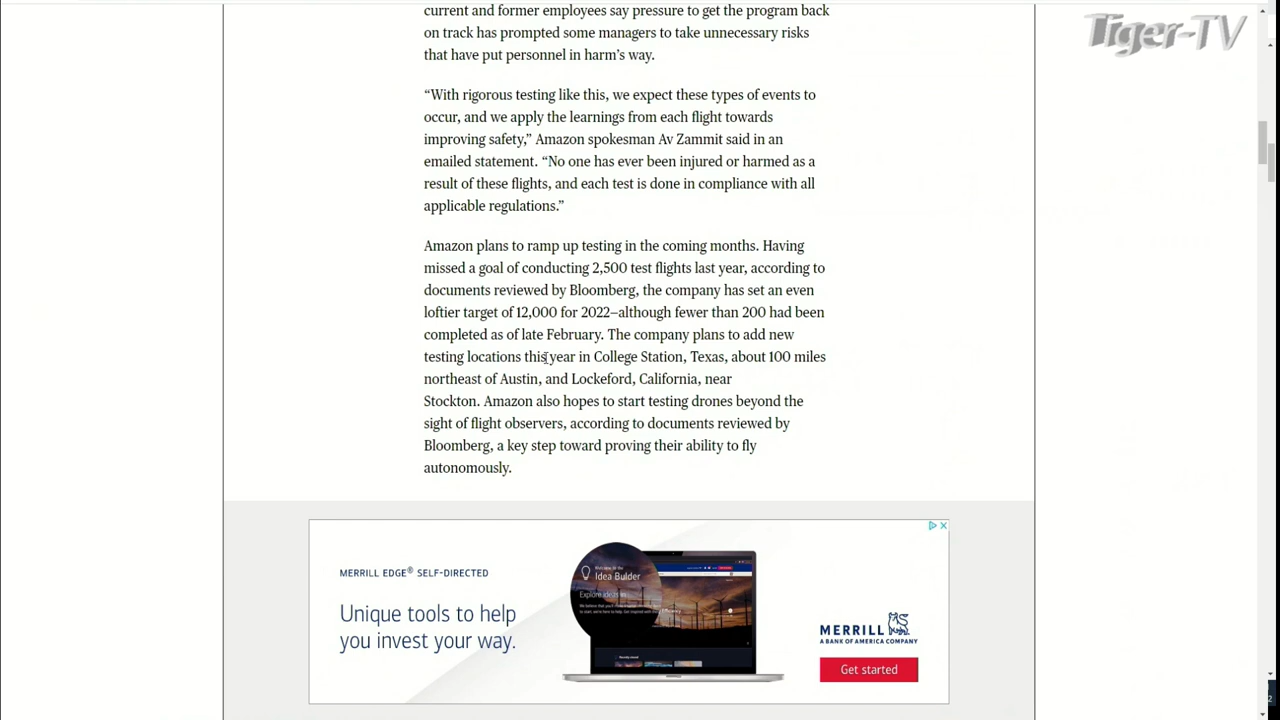 Tiger-TV
current and former employees say pressure to get the program back
on track has prompted some managers to take unnecessary risks
that have put personnel in harm’s way.
“With rigorous testing like this, we expect these types of events to
occur, and we apply the learnings from each flight towards
improving safety,” Amazon spokesman Av Zammit said in an
emailed statement. “No one has ever been injured or harmed as a
result of these flights, and each test is done in compliance with all
applicable regulations.”
Amazon plans to ramp up testing in the coming months. Having
missed a goal of conducting 2,500 test flights last year, according to
documents reviewed by Bloomberg, the company has set an even
loftier target of 12,000 for 2022—although fewer than 200 had been
completed as of late February. The company plans to add new
testing locations this year in College Station, Texas, about 100 miles
northeast of Austin, and Lockeford, California, near
Stockton. Amazon also hopes to start testing drones beyond the
sight of flight observers, according to documents reviewed by
Bloomberg, a key step toward proving their ability to fly
autonomously.
MERRILL EDGE® SELF-DIRECTED
Unique tools to help
you invest your way.
Idea Builder
Explore ideas in
MERRILL
A BANK OF AMERICA COMPANY
Get started